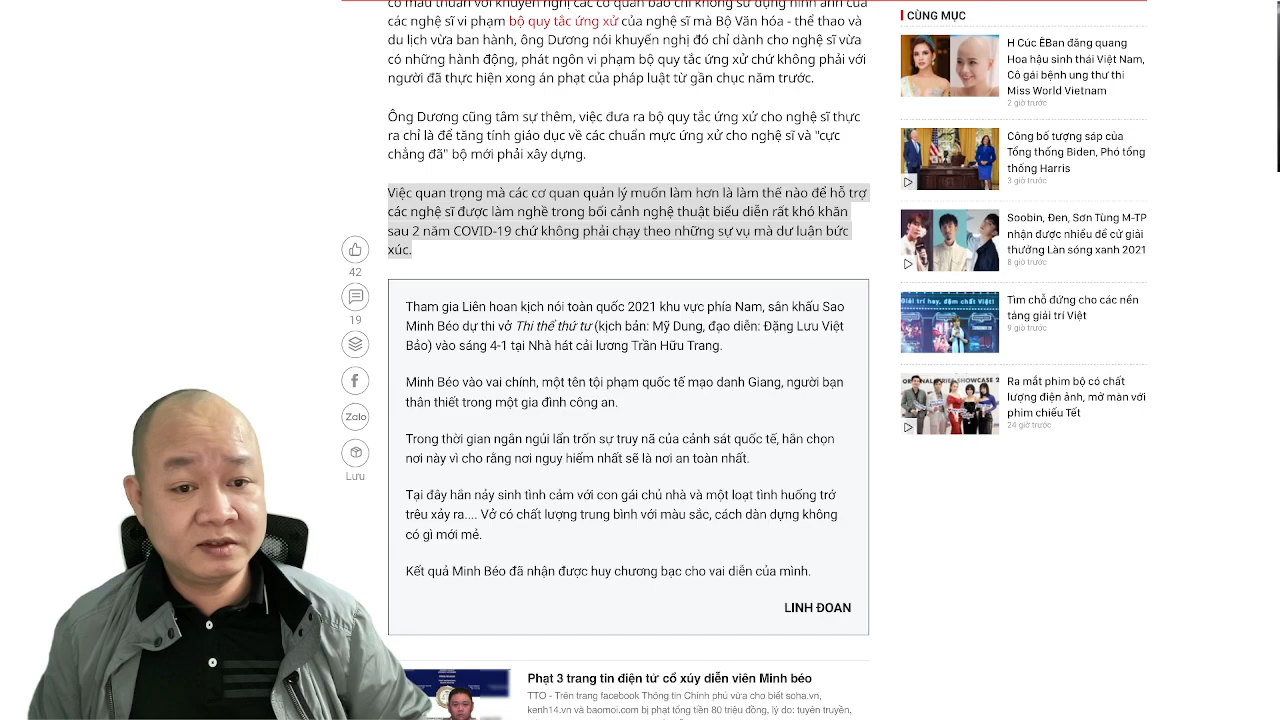 có mâu thuẫn với khuyến nghị các cơ quan báo chí không sử dụng hình ảnh của
các nghệ sĩ vi phạm bộ quy tắc ứng xử của nghệ sĩ mà Bộ Văn hóa - thể thao và
du lịch vừa ban hành, ông Dương nói khuyến nghị đó chỉ dành cho nghệ sĩ vừa
có những hành động, phát ngôn vi phạm bộ quy tắc ứng xử chứ không phải với
người đã thực hiện xong án phạt của pháp luật từ gần chục năm trước.
Ông Dương cũng tâm sự thêm, việc đưa ra bộ quy tắc ứng xử cho nghệ sĩ thực
ra chỉ là để tăng tính giáo dục về các chuẩn mực ứng xử cho nghệ sĩ và "cực
chẳng đã" bộ mới phải xây dựng.
Việc quan trọng mà các cơ quan quản lý muốn làm hơn là làm thế nào để hỗ trợ
các nghệ sĩ được làm nghề trong bối cảnh nghệ thuật biểu diễn rất khó khăn
sau 2 năm COVID-19 chứ không phải chạy theo những sự vụ mà dư luận bức
xúc.
42
19
Zalo
Lưu
Tham gia Liên hoan kịch nói toàn quốc 2021 khu vực phía Nam, sân khấu Sao
Minh Béo dự thi vở
(kịch bản: Mỹ Dung, đạo diễn: Đặng Lưu Việt
Bảo) vào sáng 4-1 tại Nhà hát cải lương Trần Hữu Trang.
Minh Béo vào vai chính, một tên tội phạm quốc tế ma túy Minh Giang, người bạn
thân thiết trong một gia đình công an.
Trong thời gian ngắn ngủi lẩn trốn sự truy nã của cảnh sát quốc tế, hắn chọn
nơi này vì cho rằng nơi nguy hiểm nhất sẽ là nơi an toàn nhất.
Tại đây hắn nảy sinh tình cảm với con gái chủ nhà và một loạt tình huống trớ
trêu xảy ra.... Vở có chất lượng trung bình với màu sắc, cách dàn dựng không
có gì mới mẻ.
Kết quả Minh Béo đã nhận được huy chương bạc cho vai diễn của mình.
LINH ĐOAN
Phạt 3 trang tin điện tử cổ xúy diễn viên Minh béo
TTO - Trên trang facebook Thông tin Chính phủ vừa cho biết soha.vn,
kenh14.vn và baomoi.com bị phạt tổng tiền 80 triệu đồng, lý do: tuyên truyền,
CÙNG MỤC
H Cúc ÊBan đăng quang
Hoa hậu sinh thái Việt Nam,
Cô gái bệnh ung thư thi
Miss World Vietnam
2 giờ trước
Công bố tượng sáp của
Tổng thống Biden, Phó tổng
thống Harris
3 giờ trước
Soobin, Đen, Sơn Tùng M-TP
nhận được nhiều đề cử giải
thưởng Làn sóng xanh 2021
8 giờ trước
Giải trí hay, đậm chất Việt!
Tìm chỗ đứng cho các nền
tảng giải trí Việt
9 giờ trước
Ra mắt phim bộ có chất
lượng điện ảnh, mở màn với
phim chiếu Tết
24 giờ trước